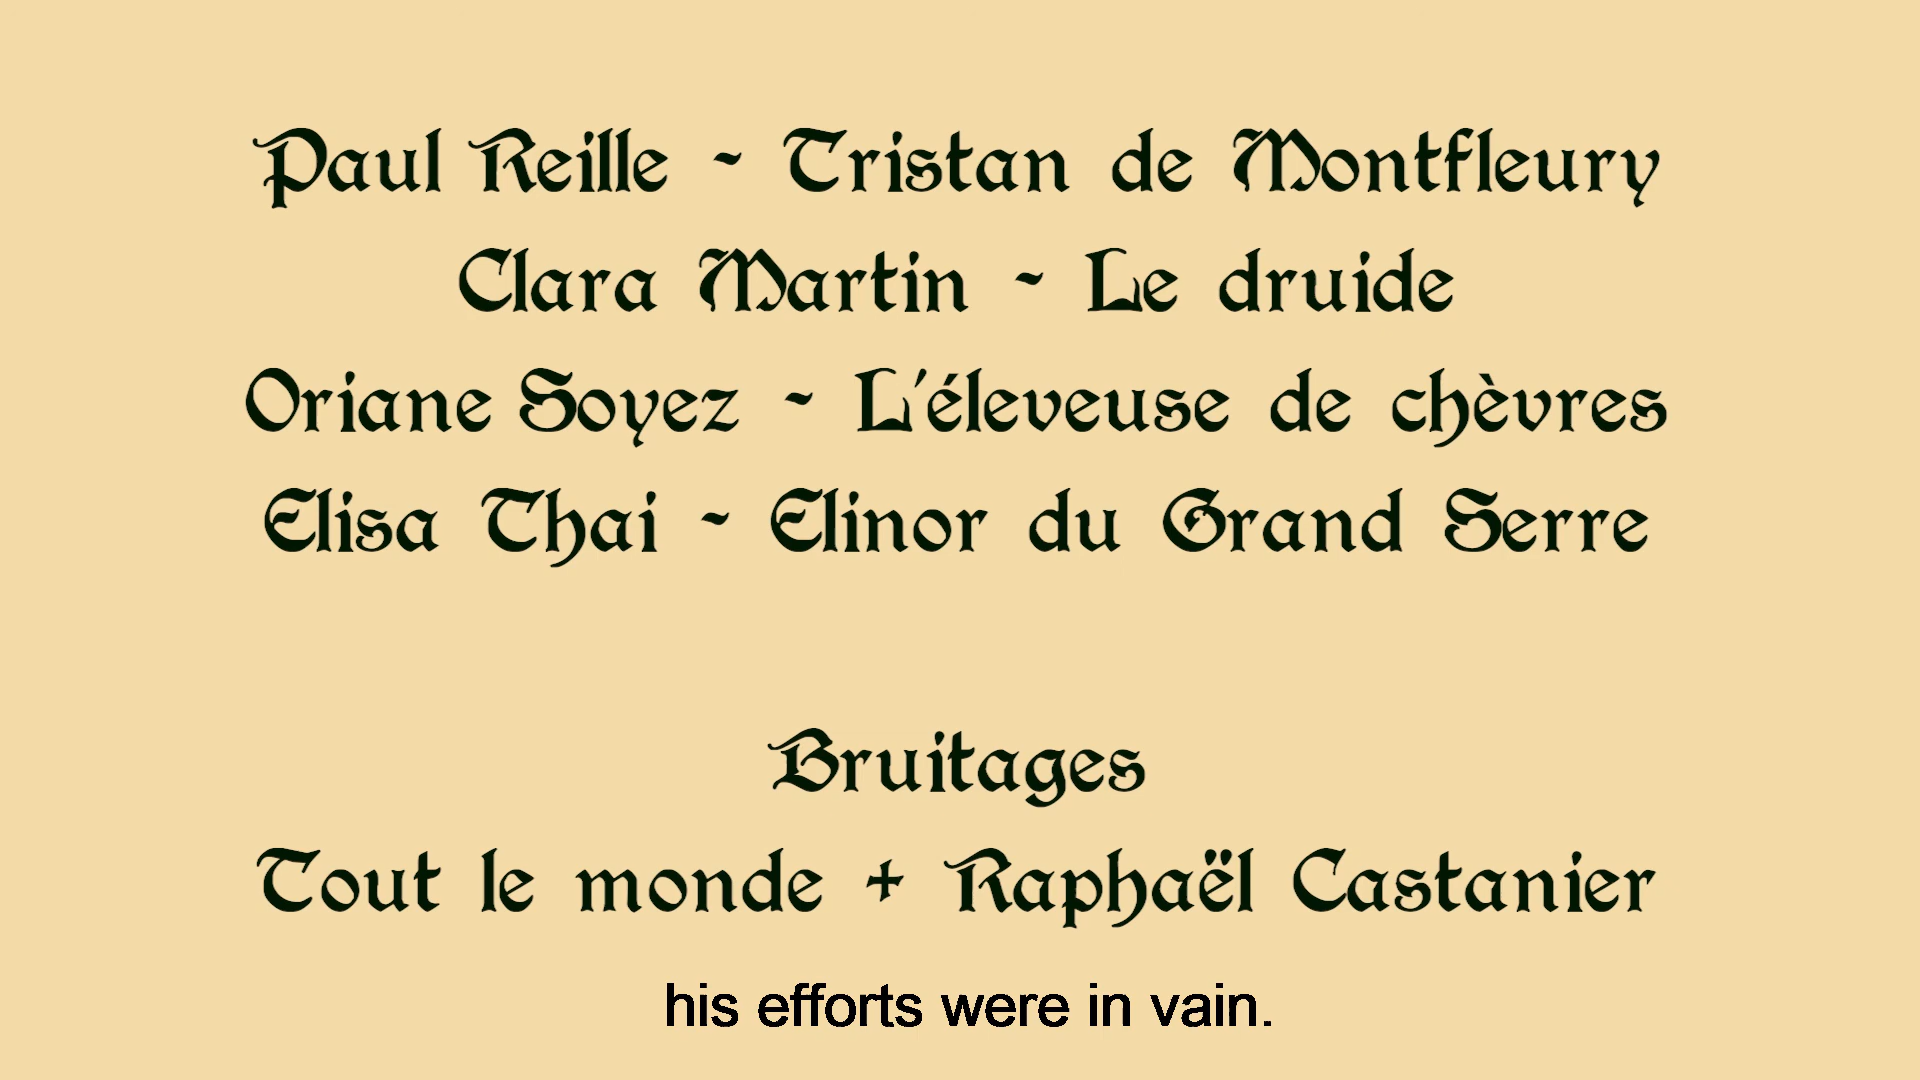 Paul Reille - Tristan de Montfleury
Clara Martin - Le druide
Oriane Soyez - L'éleveuse de chèvres
Elisa Thai - Elinor du Grand Serre
Bruitages
Tout le monde + Raphaël Castanier
his efforts were in vain.